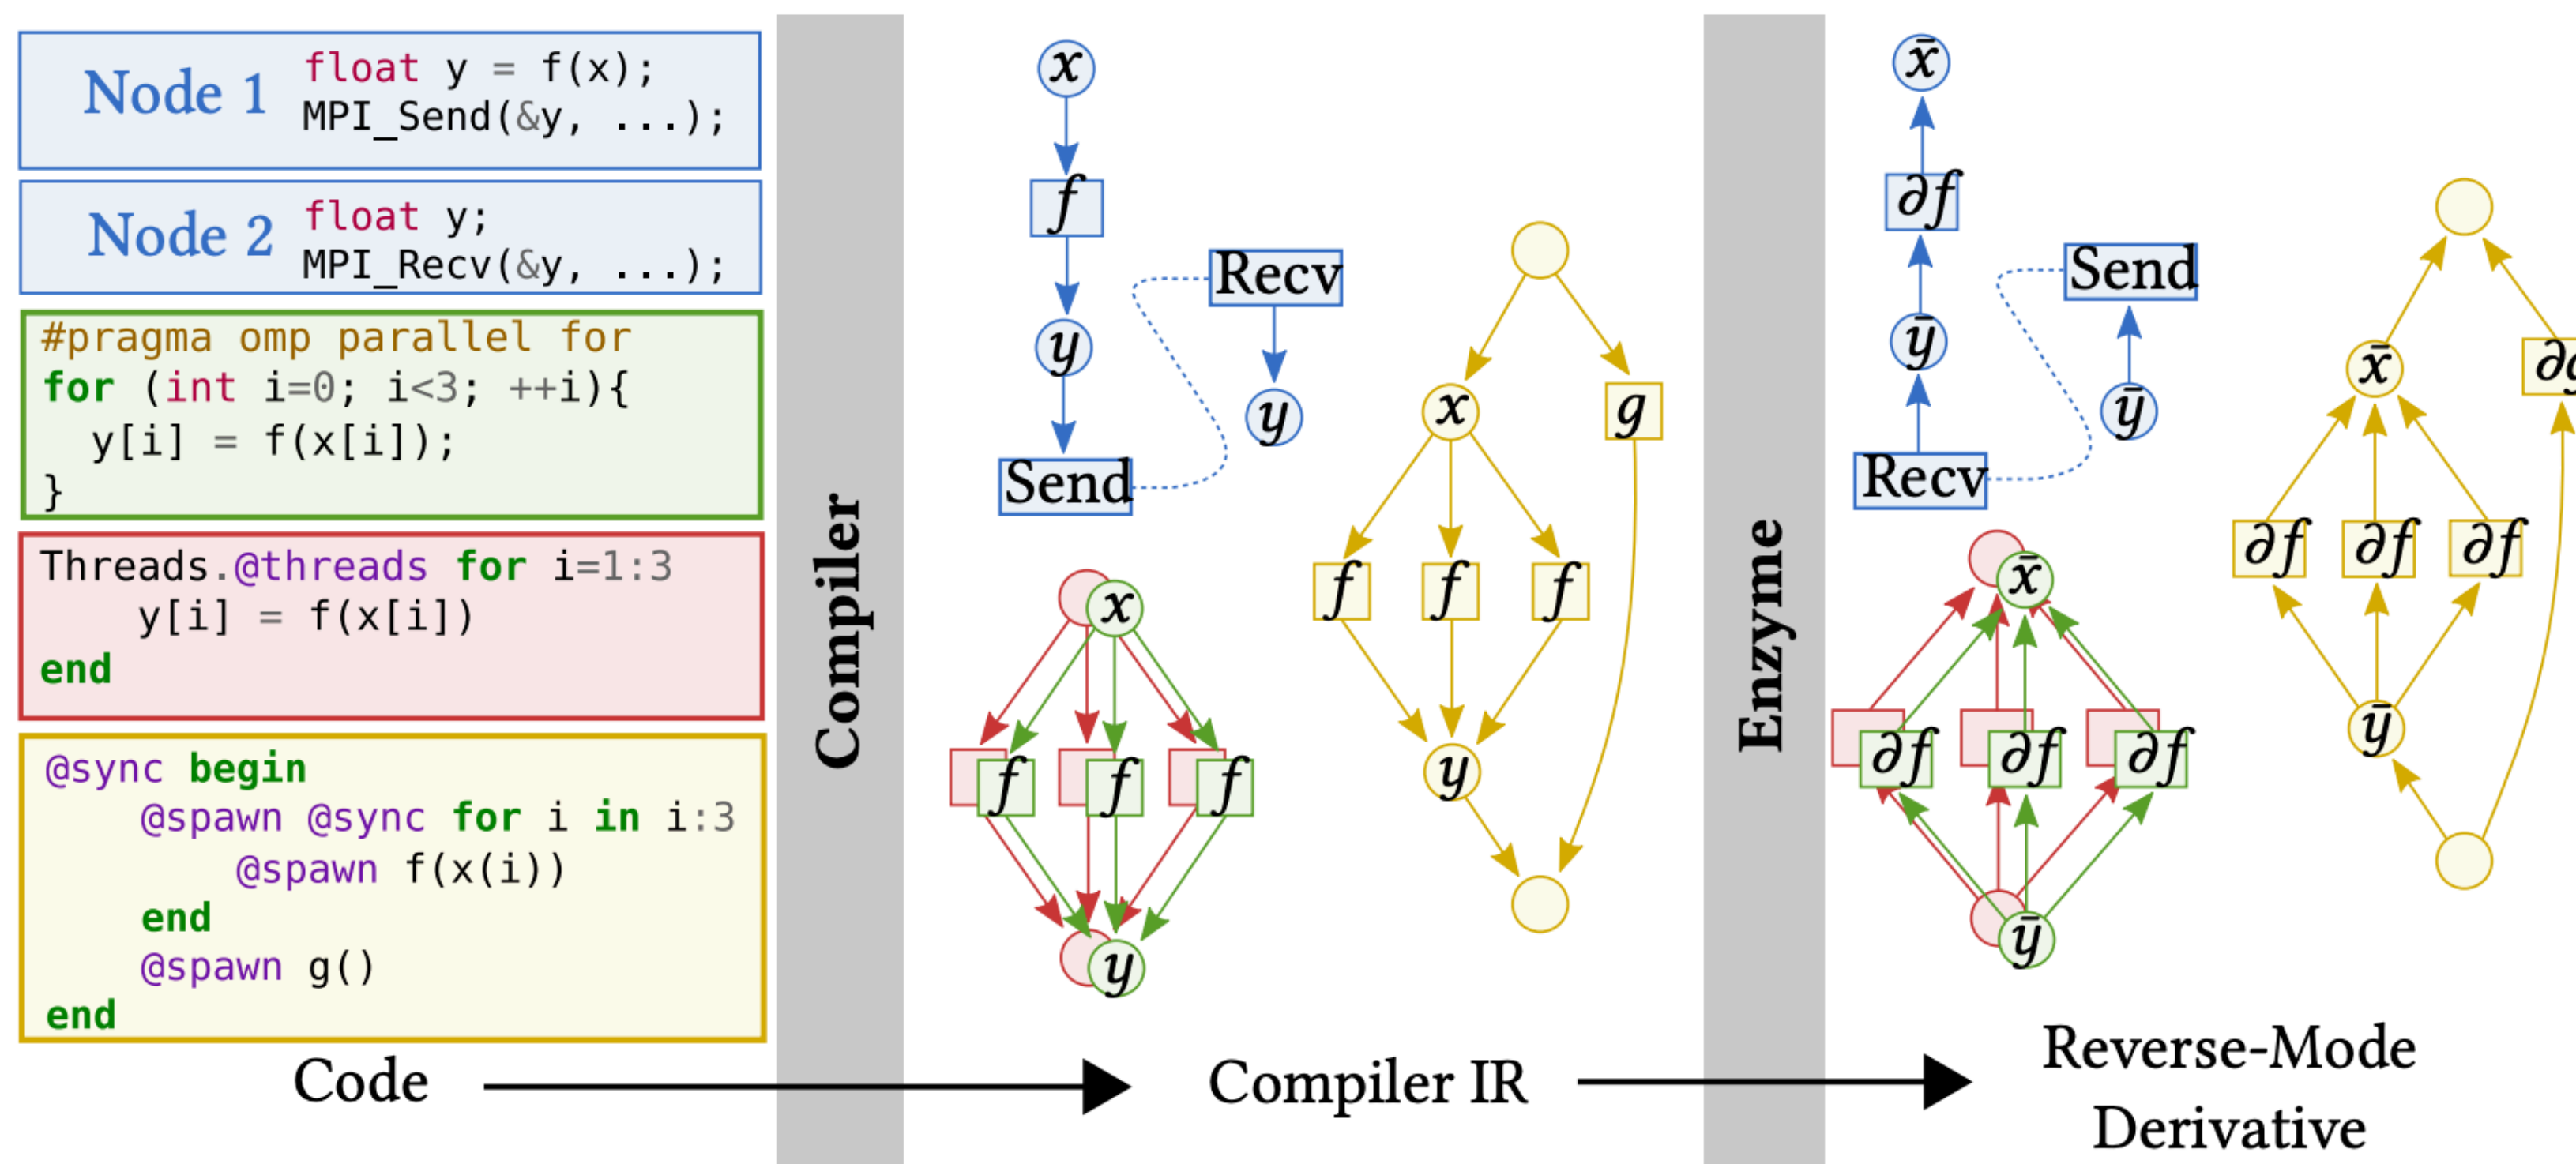 Node 1
float y = f(x);
MPI_Send(&y, ...);
Node 2
float y;
MPI_Recv(&y, ...);
#pragma omp parallel for
for (int i=0; i<3; ++i){
  y[i] = f(x[i]);
}
Threads.@threads for i=1:3
    y[i] = f(x[i])
end
@sync begin
    @spawn @sync for i in i:3
        @spawn f(x(i))
    end
    @spawn g()
end
Code
Compiler
x
f
y
Send
Recv
y
x
g
f f f
y
x
f f f
y
Compiler IR
Enzyme
x̄
∂f
ȳ
Recv
Send
ȳ
x̄
∂f ∂f ∂f
ȳ
x̄
∂f ∂f ∂f
ȳ
Reverse-Mode
Derivative